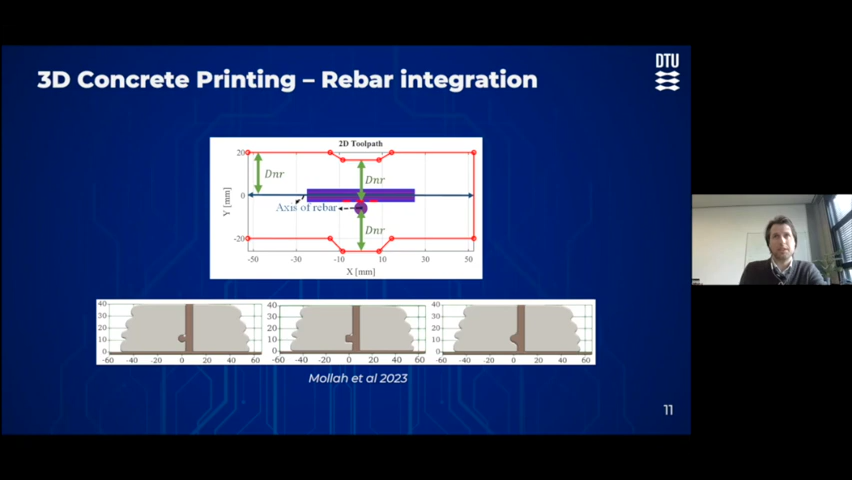 DTU
3D Concrete Printing – Rebar integration
2D Toolpath
20
0
-20
Y [mm]
Dnr
Dnr
Axis of rebar
Dnr
-50 -30 -10 10 30 50
X [mm]
40
30
20
10
0
-60 -40 -20 0 20 40 60
40
30
20
10
0
-60 -40 -20 0 20 40 60
40
30
20
10
0
-60 -40 -20 0 20 40 60
Mollah et al 2023
11